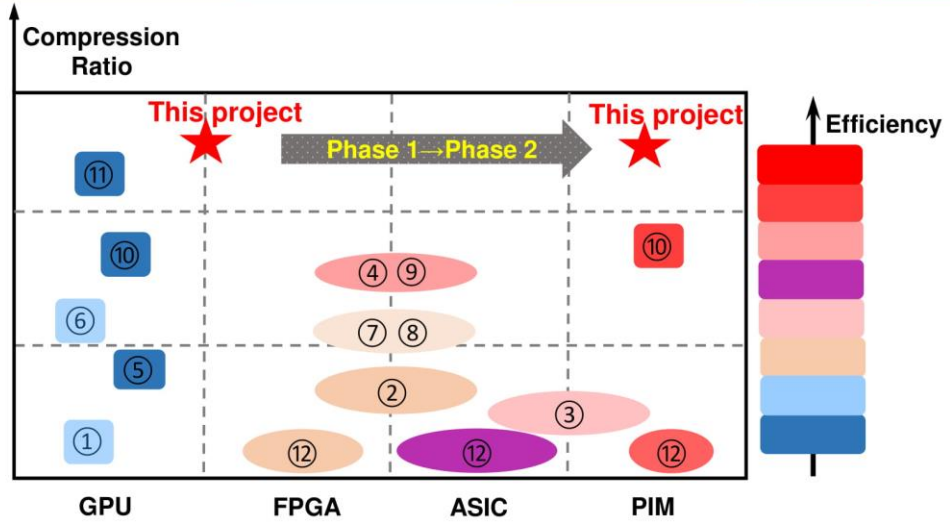 Compression
Ratio
This project
This project
Phase 1→Phase 2
Efficiency
⑪
⑩
⑩
④ ⑨
⑥
⑦ ⑧
⑤
②
③
①
⑫
⑫
⑫
GPU
FPGA
ASIC
PIM